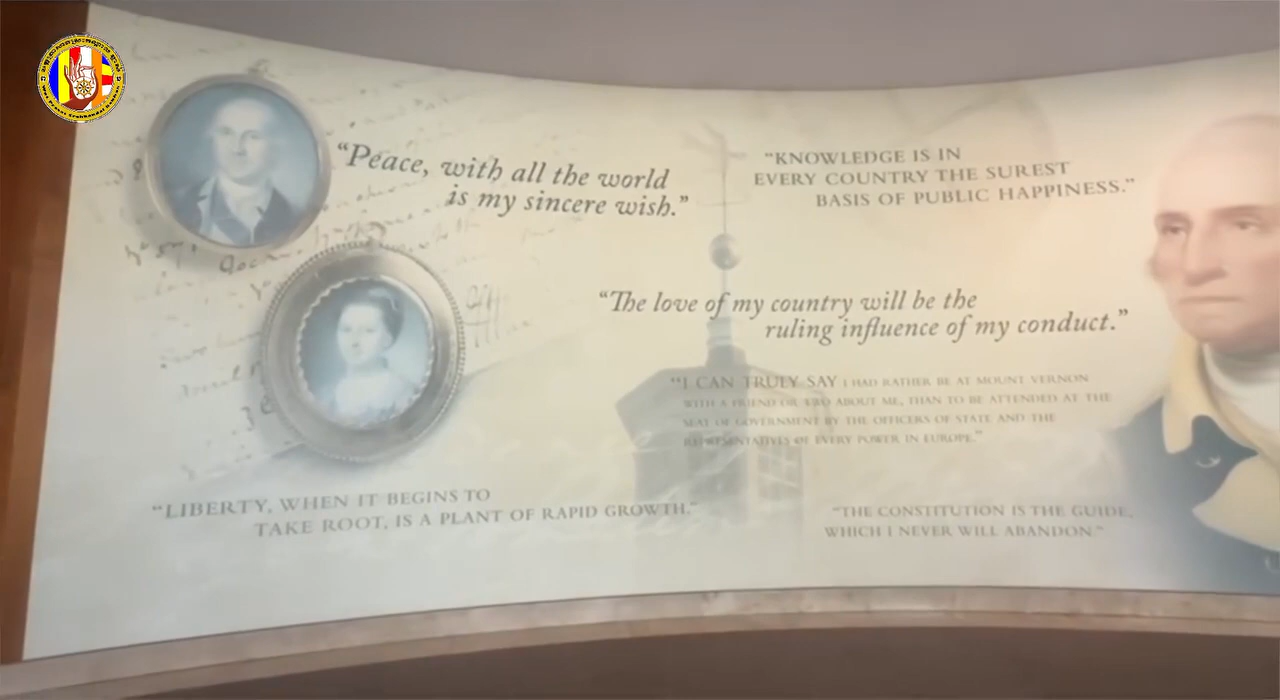 “Peace, with all the world
is my sincere wish.”
“KNOWLEDGE IS IN
EVERY COUNTRY THE SUREST
BASIS OF PUBLIC HAPPINESS.”
“The love of my country will be the
ruling influence of my conduct.”
“I CAN TRULY SAY I HAD RATHER BE AT MOUNT VERNON
WITH A FRIEND OR TWO ABOUT ME, THAN TO BE ATTENDED AT THE
SEAT OF GOVERNMENT BY THE OFFICERS OF STATE AND THE
REPRESENTATIVES OF EVERY POWER IN EUROPE.”
“LIBERTY, WHEN IT BEGINS TO
TAKE ROOT, IS A PLANT OF RAPID GROWTH.”
“THE CONSTITUTION IS THE GUIDE,
WHICH I NEVER WILL ABANDON.”